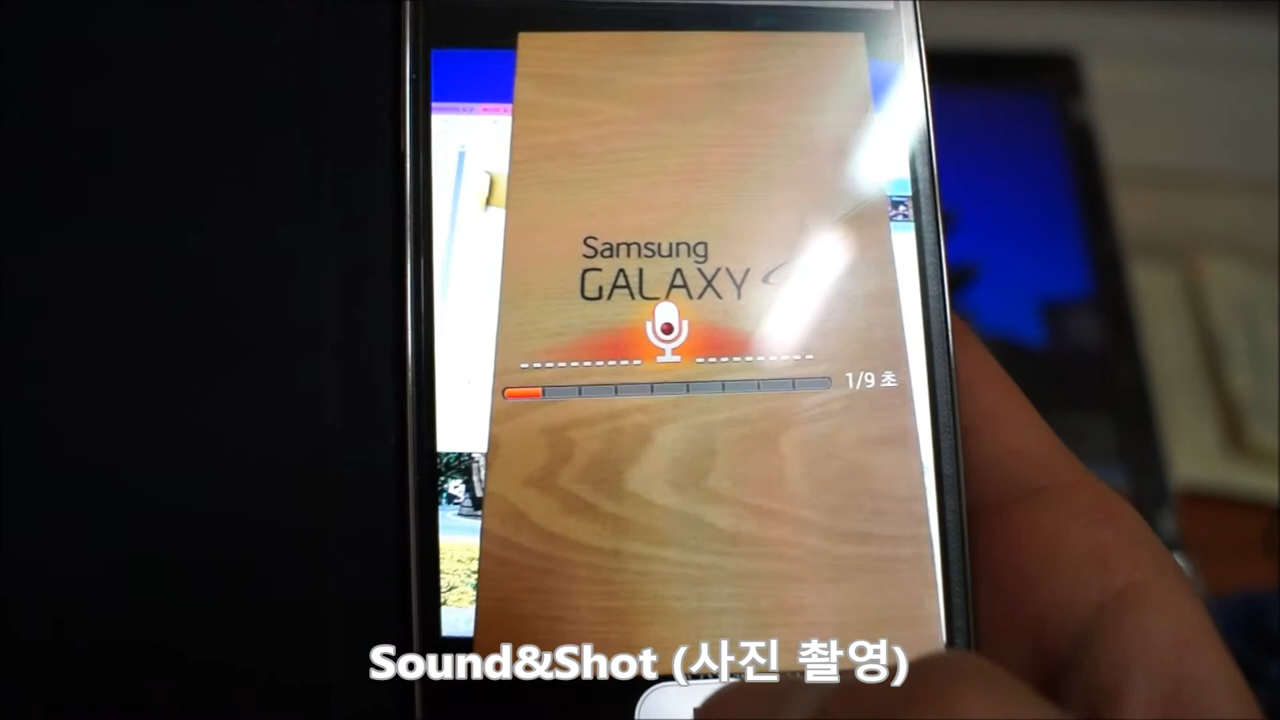 Samsung
GALAXY S
1/9 초
Sound&Shot (사진 촬영)